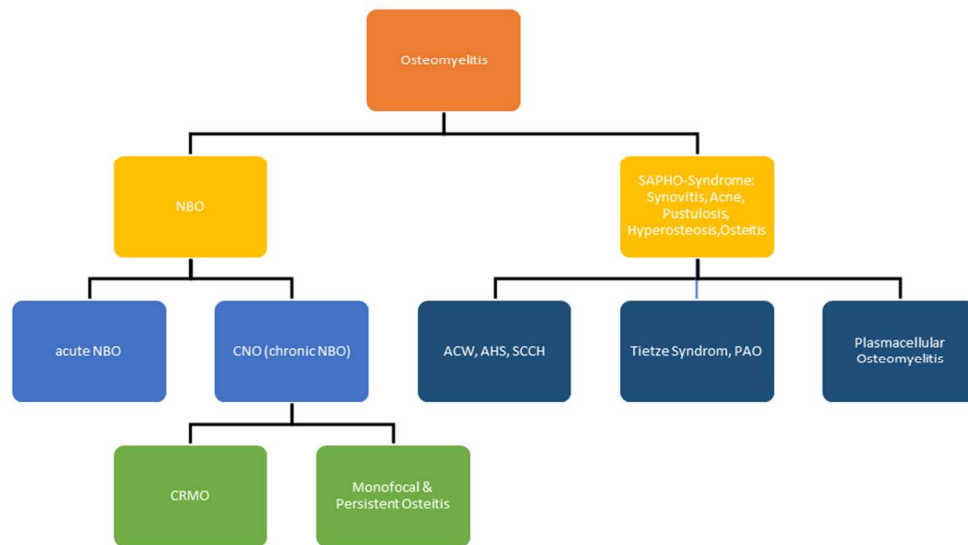 Osteomyelitis
NBO
SAPHO-Syndrome:
Synovitis, Acne,
Pustulosis,
Hyperosteosis,Osteitis
acute NBO
CNO (chronic NBO)
ACW, AHS, SCCH
Tietze Syndrom, PAO
Plasmacellular
Osteomyelitis
CRMO
Monofocal &
Persistent Osteitis